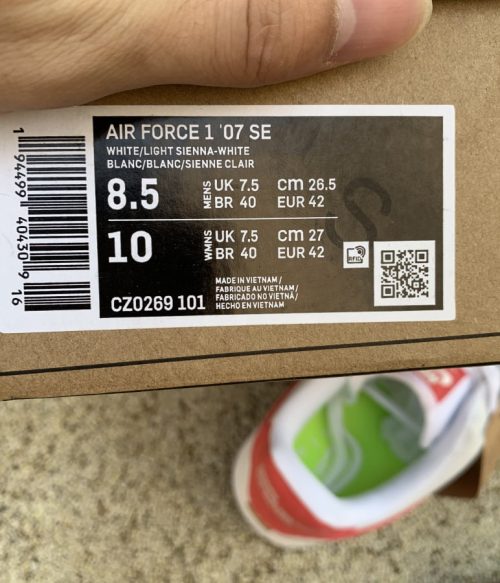 AIR FORCE 1 '07 SE
WHITE/LIGHT SIENNA-WHITE
BLANC/BLANC/SIENNE CLAIR
8.5 MENS UK 7.5 cm 26.5
BR 40 EUR 42
10 WMNS UK 7.5 cm 27
BR 40 EUR 42
RFID
MADE IN VIETNAM /
FABRIQUE AU VIETNAM /
FABRICADO NO VIETNÃ /
HECHO EN VIETNAM
CZ0269 101
1 94499 40430 9 16